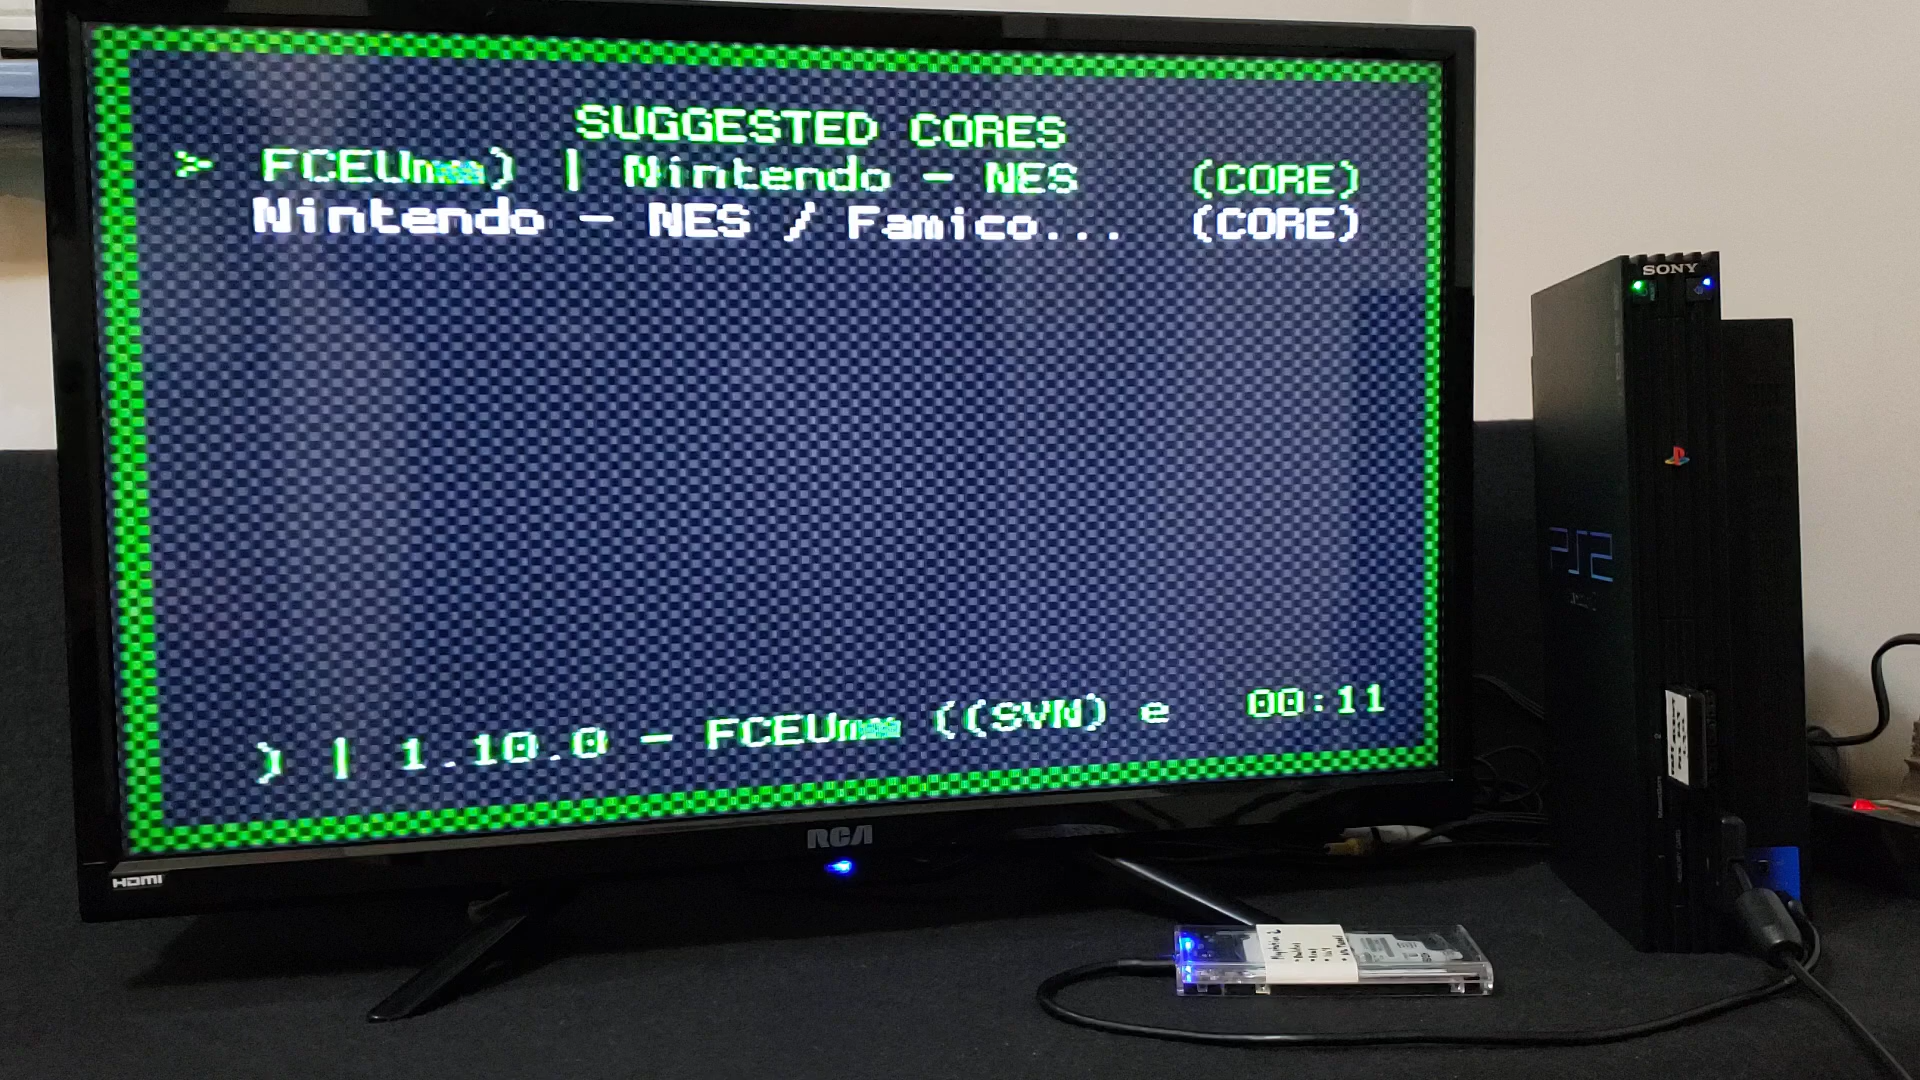 SUGGESTED CORES
> FCEUmm) | Nintendo - NES (CORE)
Nintendo - NES / Famico... (CORE)
) | 1.10.0 - FCEUmm ((SVN) e 00:11
RCA
HDMI
SONY
PS2